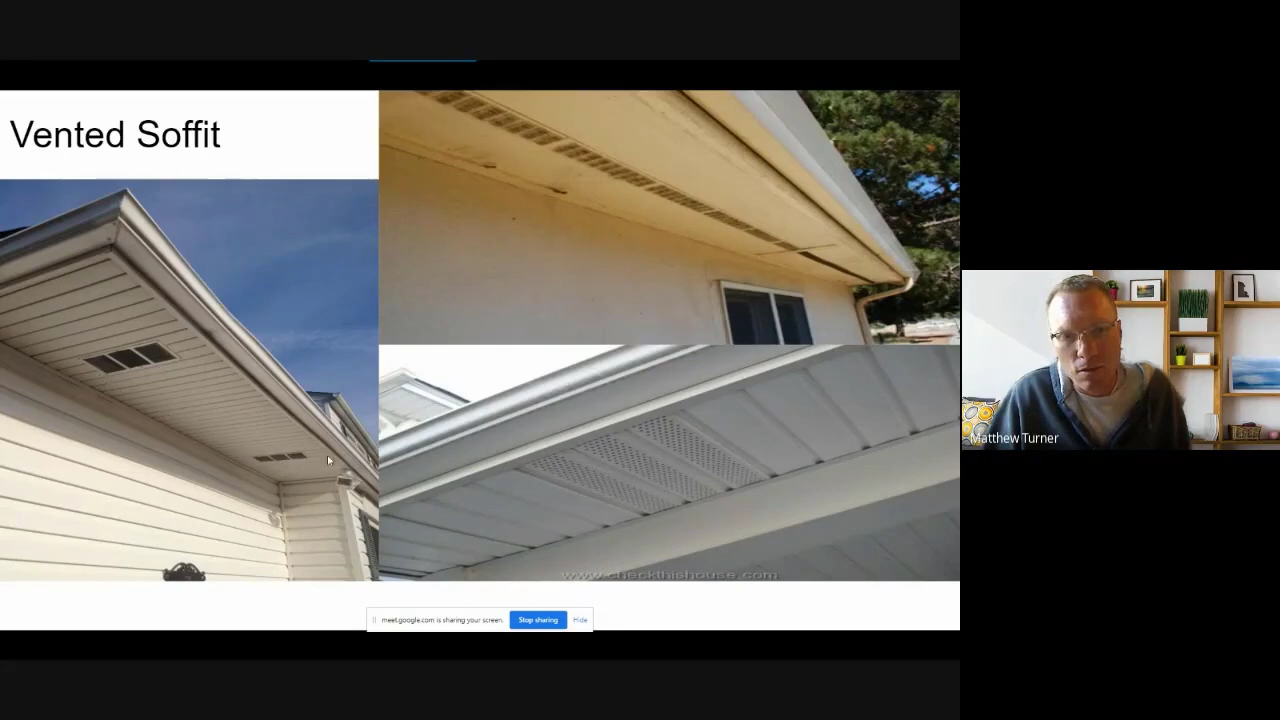 Vented Soffit
Matthew Turner
www.checkthishouse.com
meet.google.com is sharing your screen.
Stop sharing
Hide